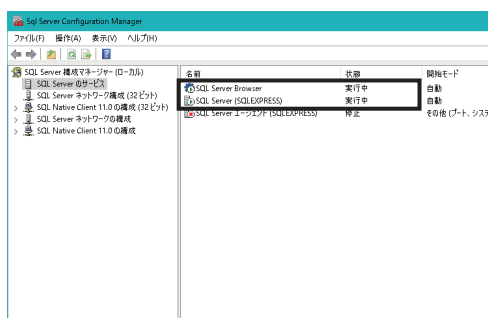 Sql Server Configuration Manager
ファイル(F) 操作(A) 表示(V) ヘルプ(H)
SQL Server 構成マネージャー (ローカル)
SQL Server のサービス
SQL Server ネットワーク構成 (32 ビット)
SQL Native Client 11.0 の構成 (32 ビット)
SQL Server ネットワークの構成
SQL Native Client 11.0 の構成
名前 状態 開始モード
SQL Server Browser 実行中 自動
SQL Server (SQLEXPRESS) 実行中 自動
SQL Server エージェント (SQLEXPRESS) 停止 その他 (ブート、シス